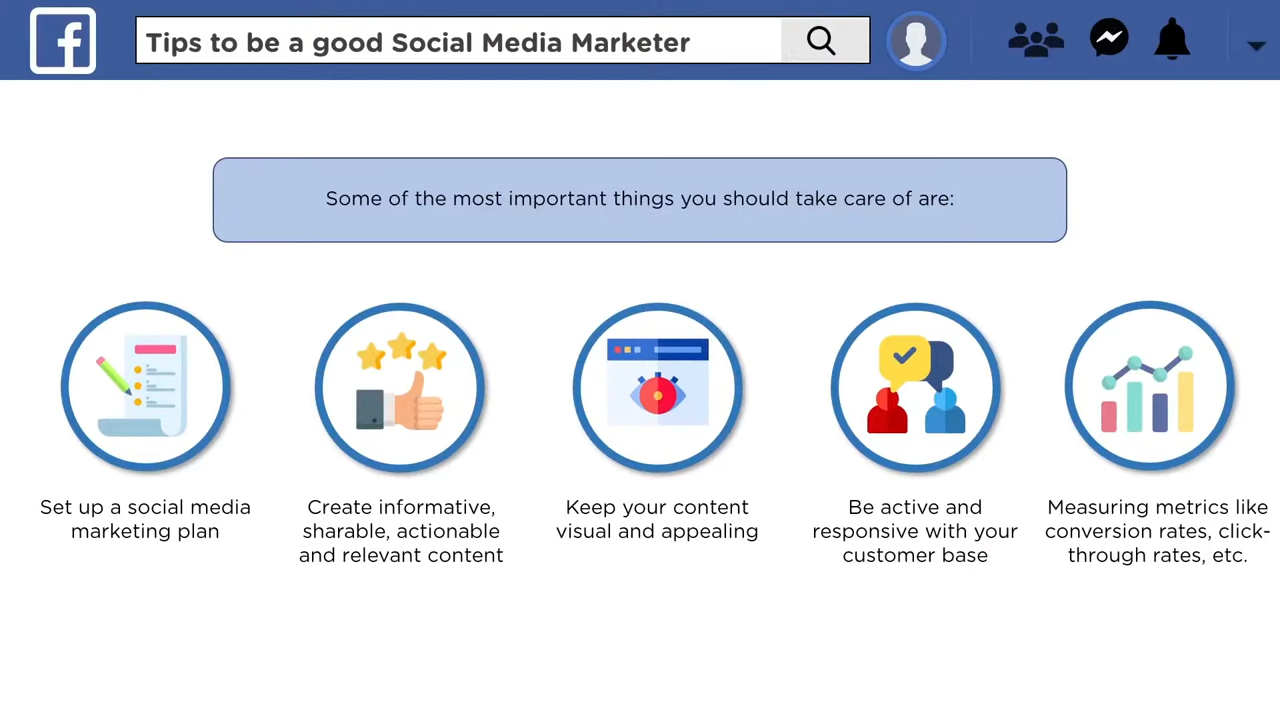 Tips to be a good Social Media Marketer
Some of the most important things you should take care of are:
Set up a social media
marketing plan
Create informative,
sharable, actionable
and relevant content
Keep your content
visual and appealing
Be active and
responsive with your
customer base
Measuring metrics like
conversion rates, click-
through rates, etc.